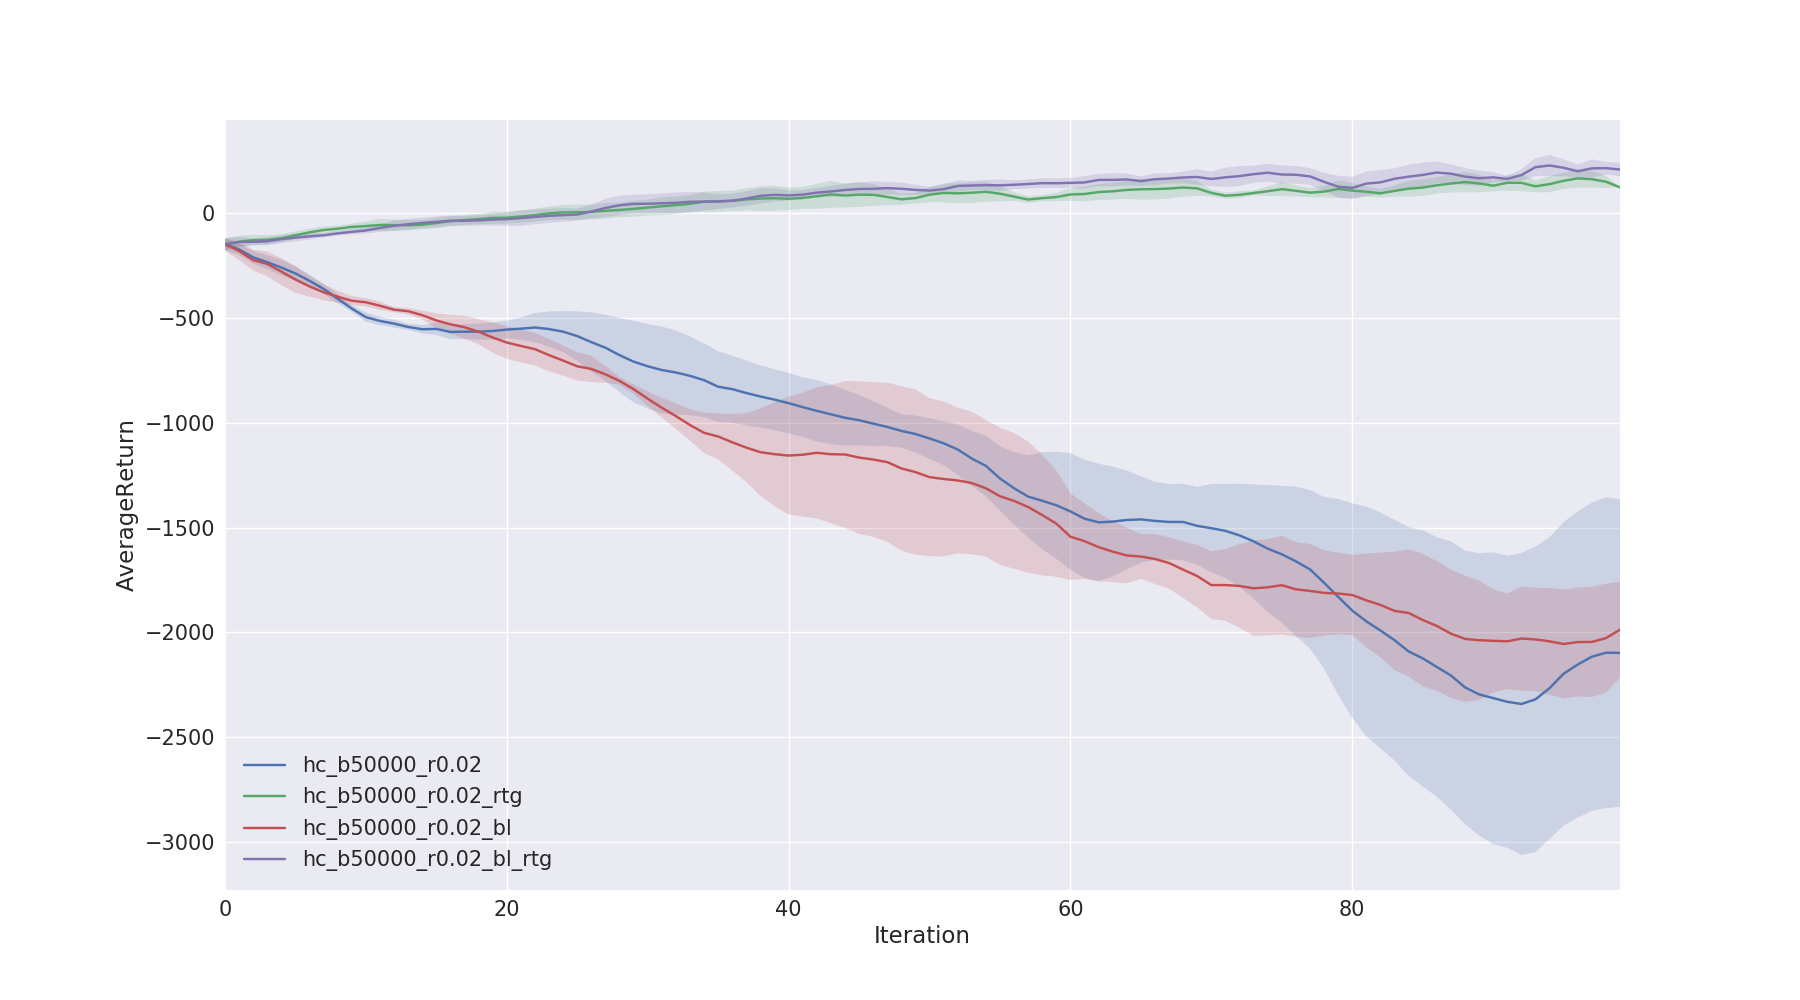 AverageReturn
0
−500
−1000
−1500
−2000
−2500
−3000
hc_b50000_r0.02
hc_b50000_r0.02_rtg
hc_b50000_r0.02_bl
hc_b50000_r0.02_bl_rtg
0 20 40 60 80
Iteration